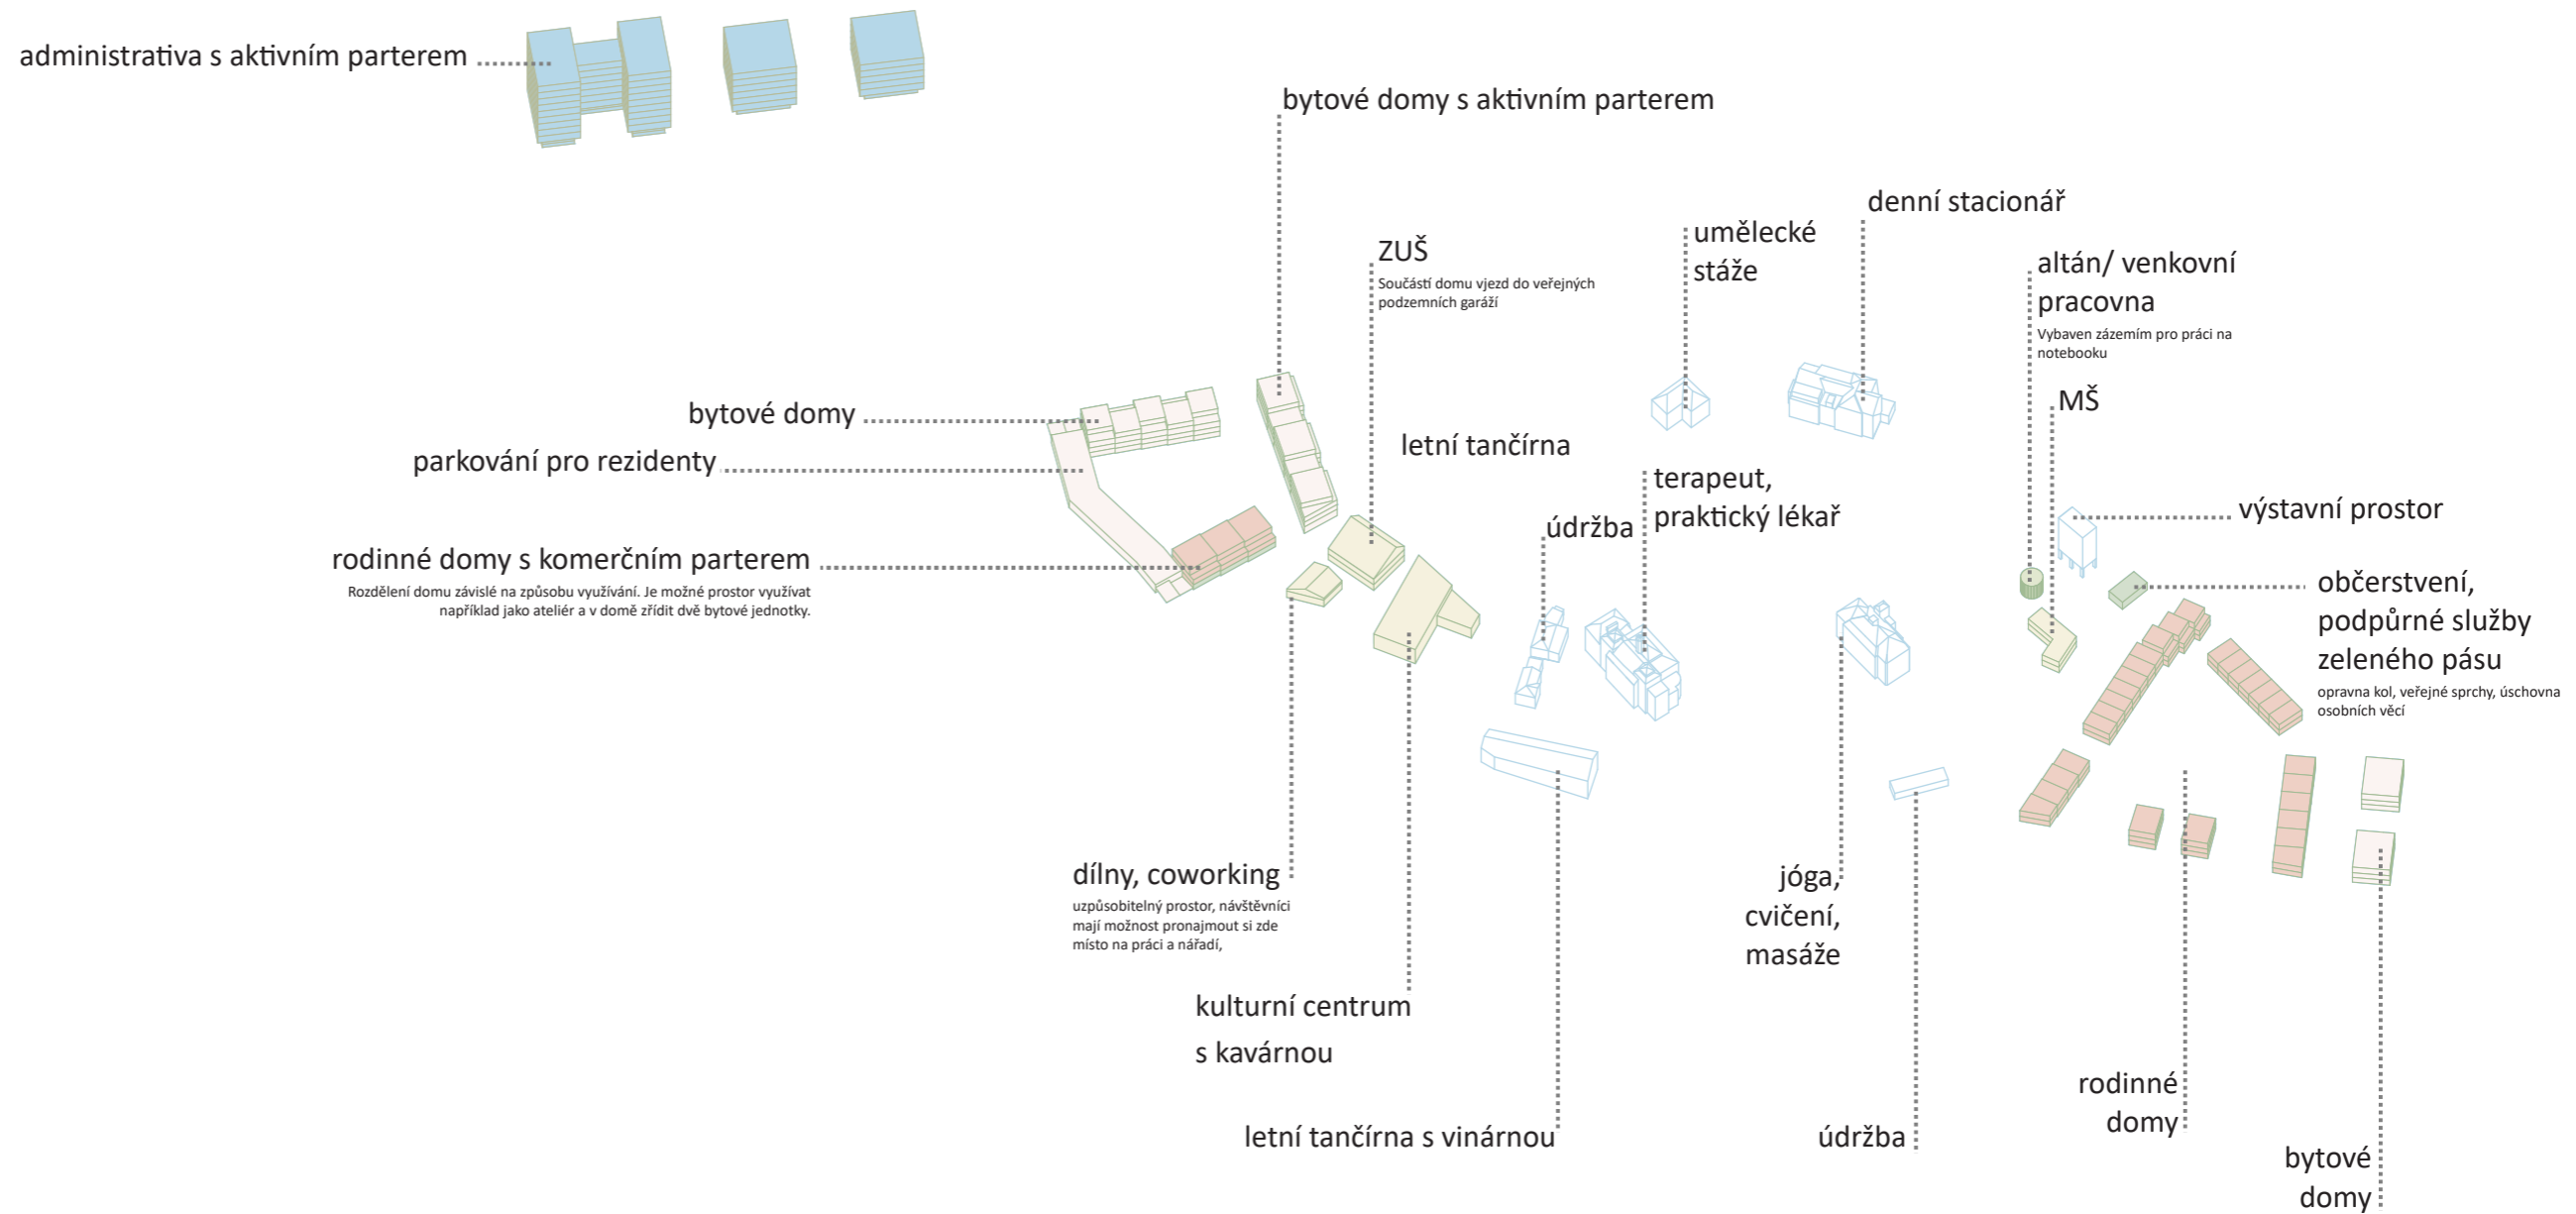 administrativa s aktivním parterem
bytové domy s aktivním parterem
denní stacionář
umělecké
stáže
ZUŠ
Součástí domu vjezd do veřejných
podzemních garáží
altán/ venkovní
pracovna
Vybaven zázemím pro práci na
notebooku
MŠ
bytové domy
letní tančírna
parkování pro rezidenty
terapeut,
praktický lékař
výstavní prostor
údržba
rodinné domy s komerčním parterem
Rozdělení domu závislé na způsobu využívání. Je možné prostor využívat
například jako ateliér a v domě zřídit dvě bytové jednotky.
občerstvení,
podpůrné služby
zeleného pásu
opravna kol, veřejné sprchy, úschovna
osobních věcí
dílny, coworking
uzpůsobitelný prostor, návštěvníci
mají možnost pronajmout si zde
místo na práci a nářadí,
jóga,
cvičení,
masáže
kulturní centrum
s kavárnou
rodinné
domy
letní tančírna s vinárnou
údržba
bytové
domy